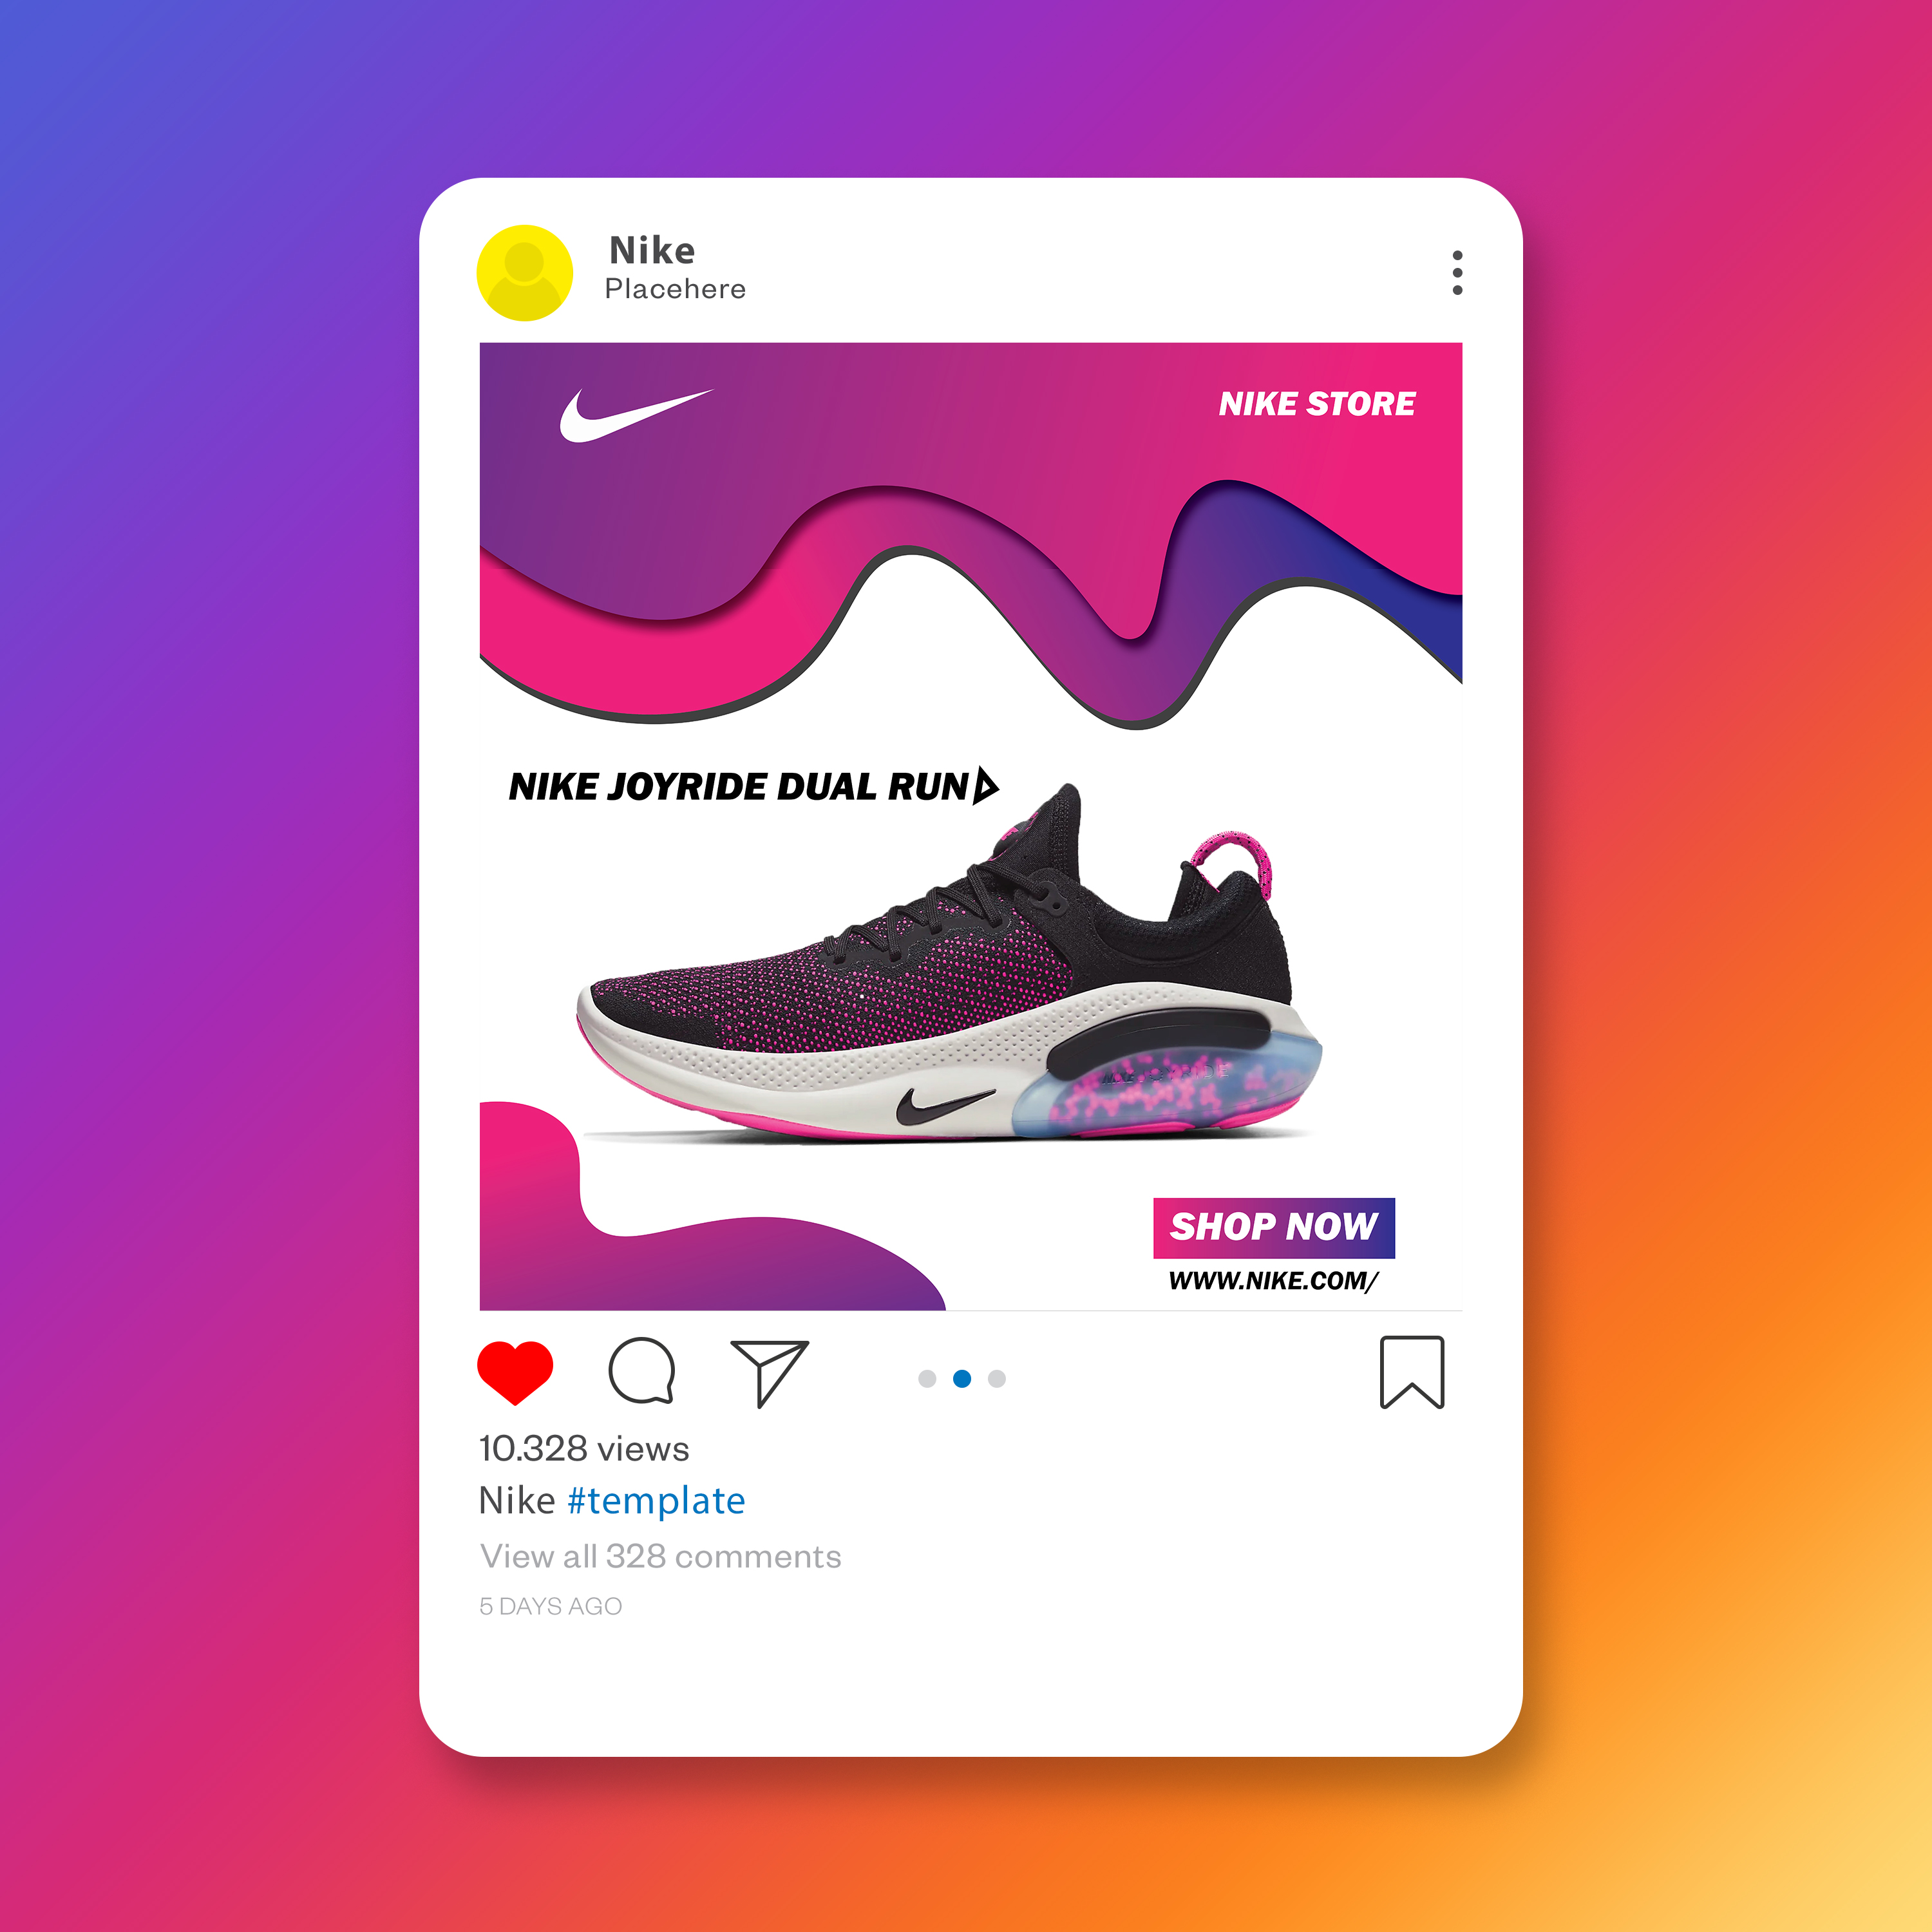 Nike
Placehere
NIKE STORE
NIKE JOYRIDE DUAL RUN
SHOP NOW
WWW.NIKE.COM/
10.328 views
Nike #template
View all 328 comments
5 DAYS AGO